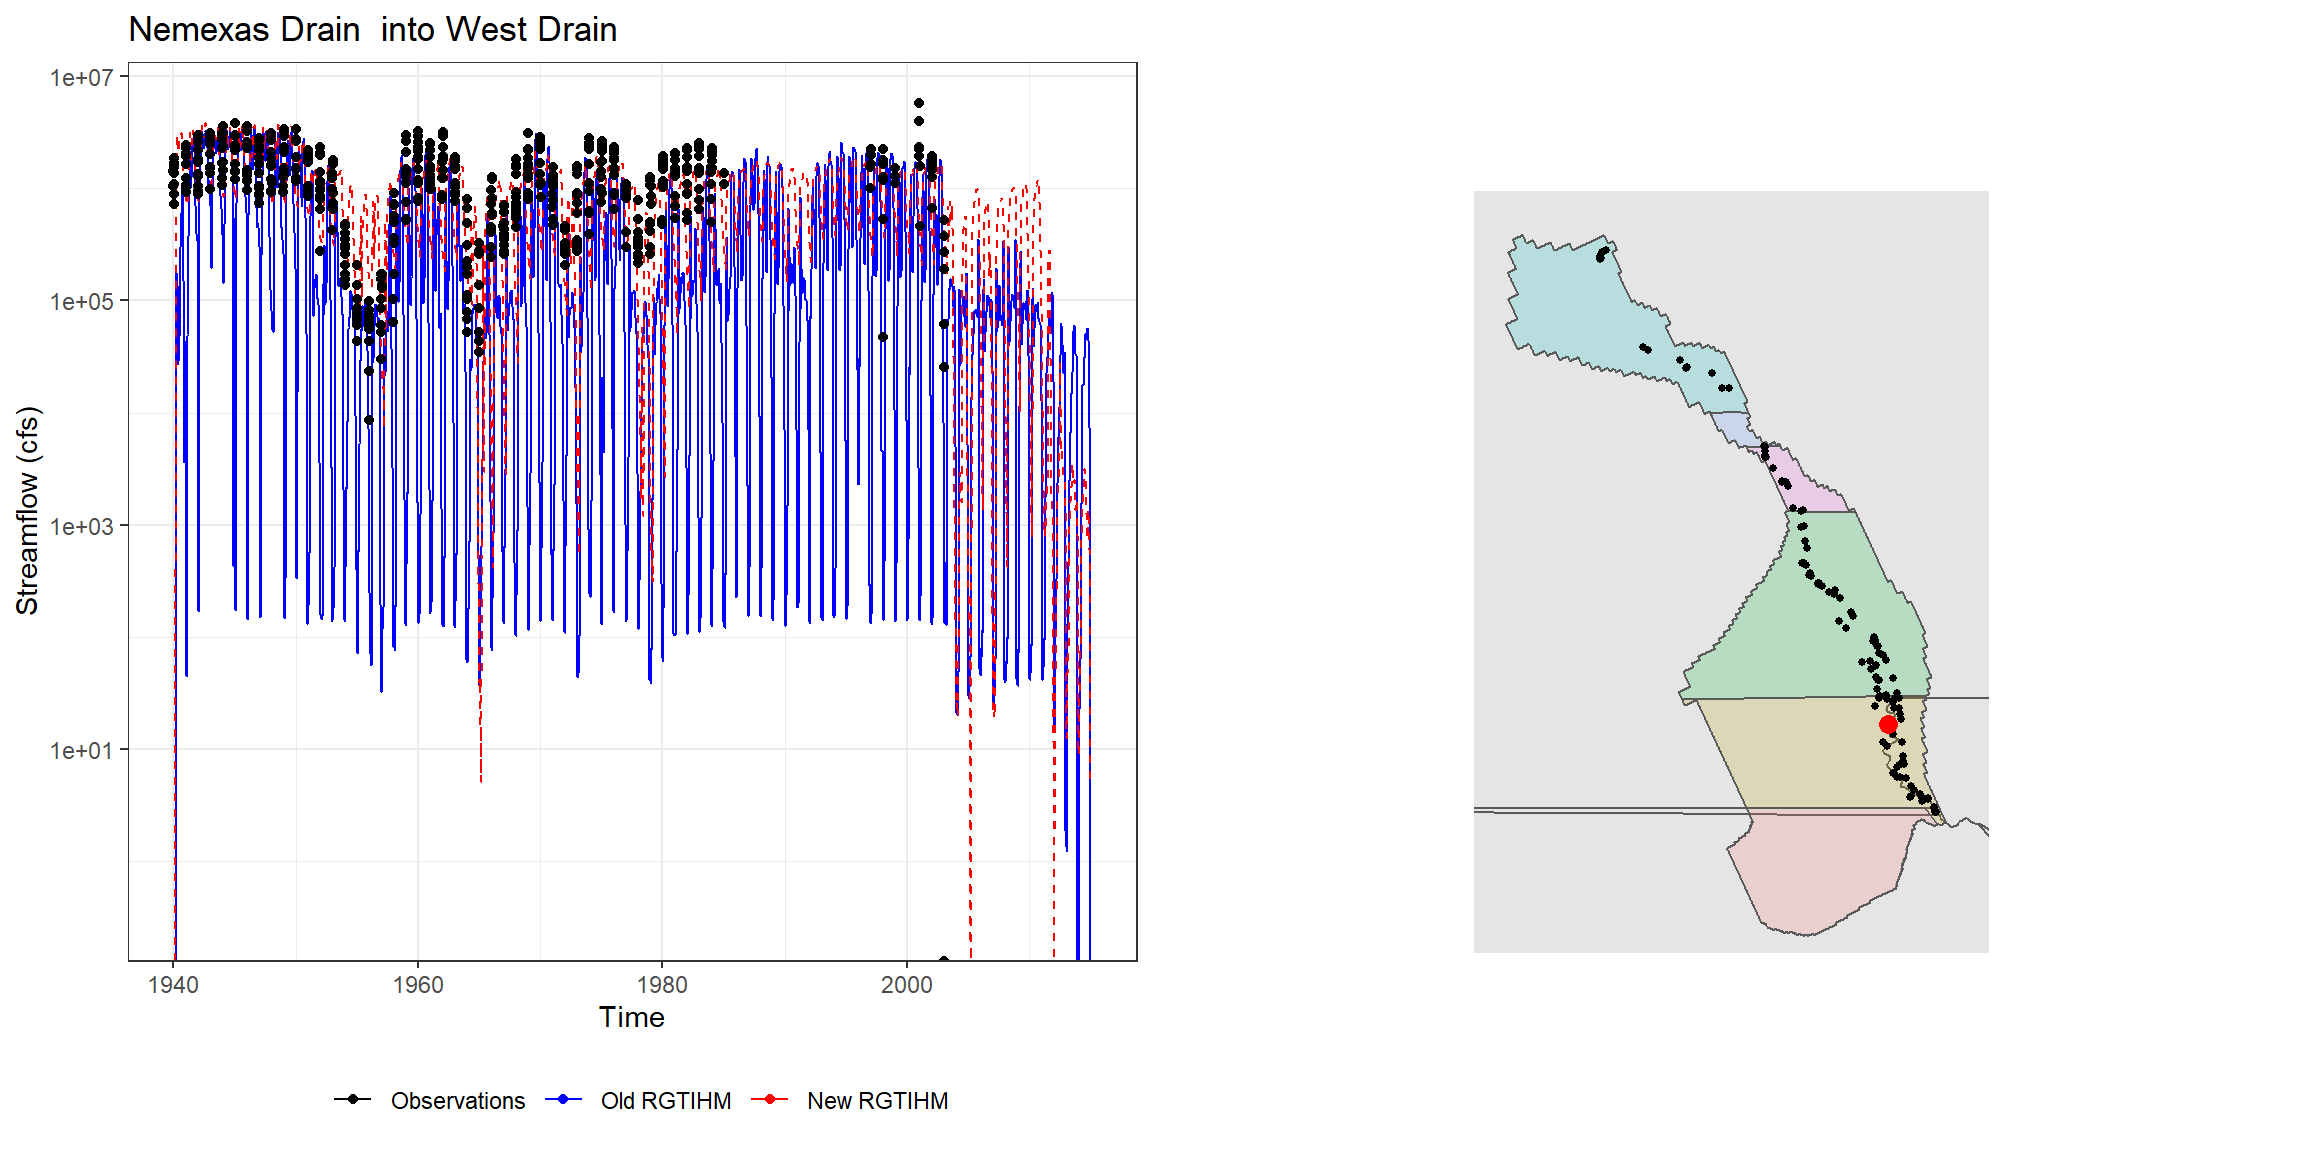 Nemexas Drain  into West Drain
1e+07
1e+05
1e+03
1e+01
Streamflow (cfs)
1940 1960 1980 2000
Time
Observations Old RGTIHM New RGTIHM